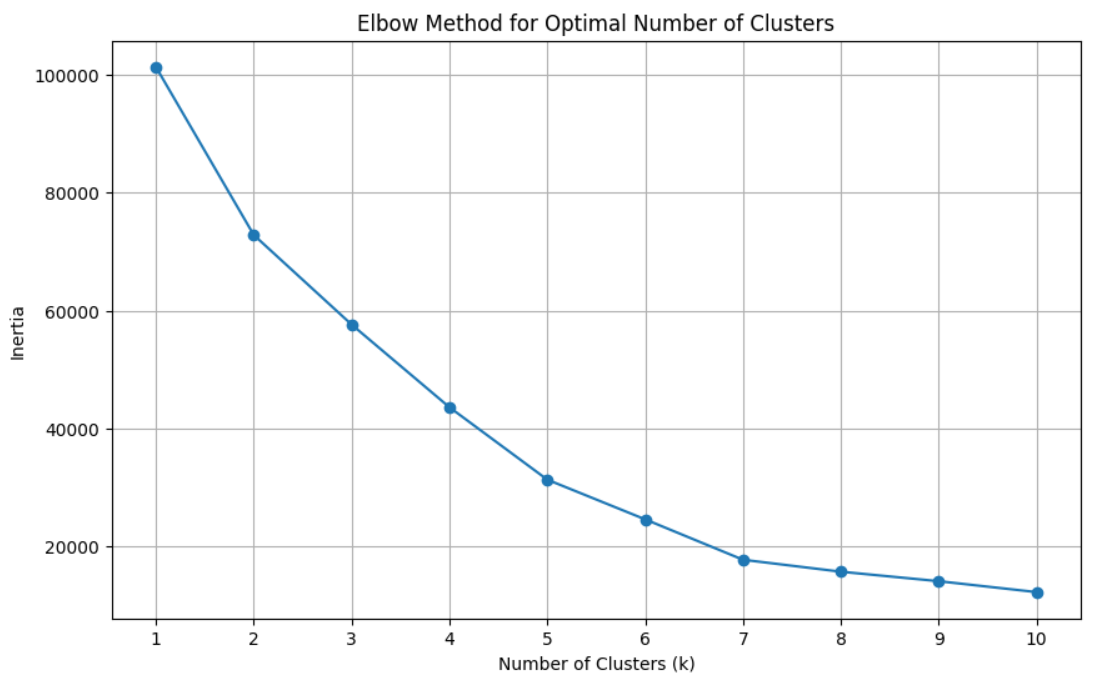 Elbow Method for Optimal Number of Clusters
100000
80000
60000
40000
20000
Inertia
1 2 3 4 5 6 7 8 9 10
Number of Clusters (k)